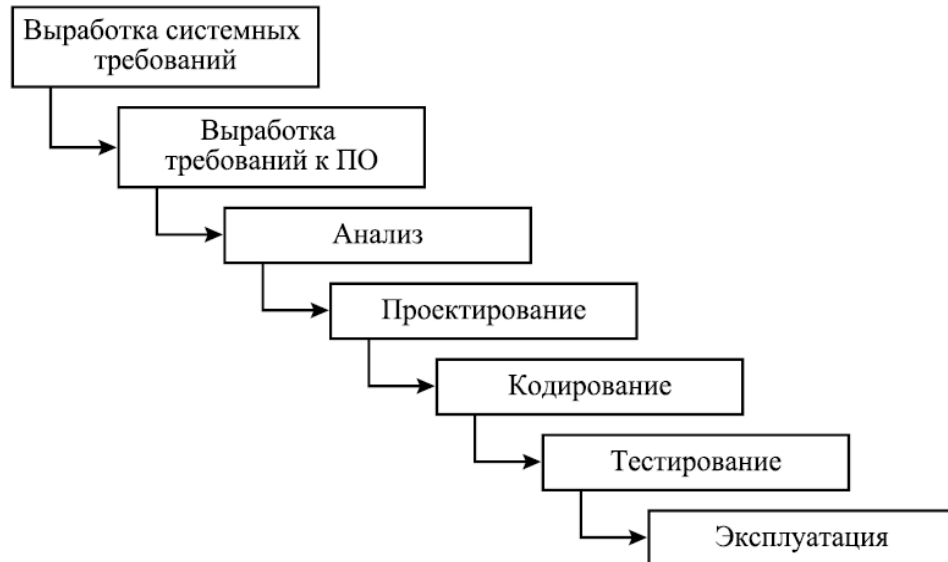 Выработка системных
требований
Выработка
требований к ПО
Анализ
Проектирование
Кодирование
Тестирование
Эксплуатация